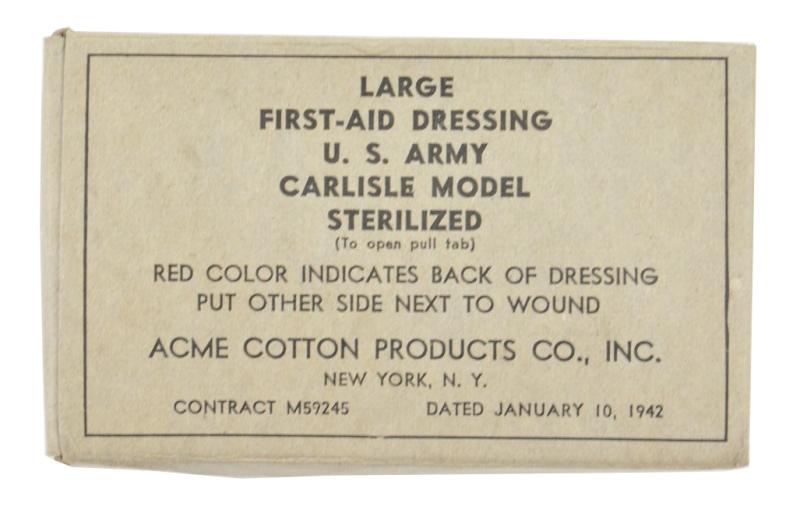 LARGE
FIRST-AID DRESSING
U. S. ARMY
CARLISLE MODEL
STERILIZED
(To open pull tab)
RED COLOR INDICATES BACK OF DRESSING
PUT OTHER SIDE NEXT TO WOUND
ACME COTTON PRODUCTS CO., INC.
NEW YORK, N. Y.
CONTRACT M59245 DATED JANUARY 10, 1942